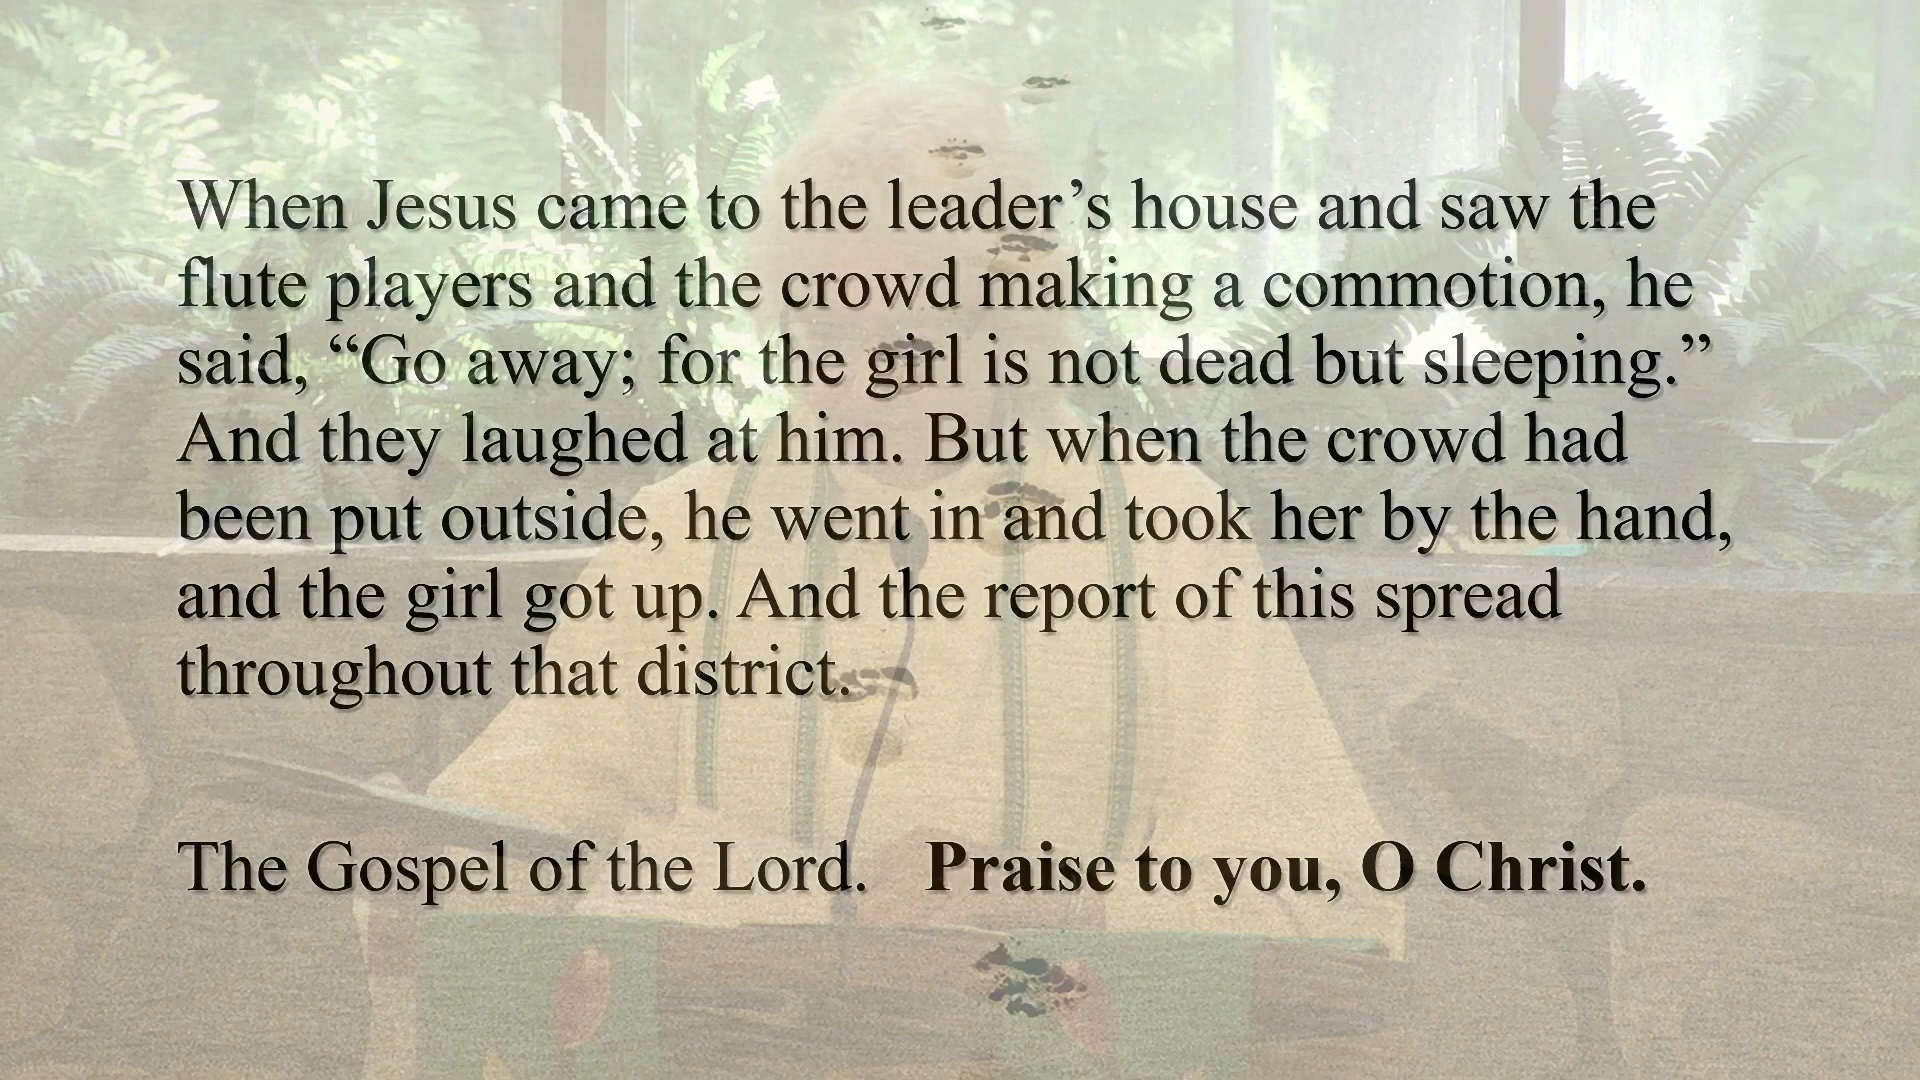 When Jesus came to the leader’s house and saw the
flute players and the crowd making a commotion, he
said, “Go away; for the girl is not dead but sleeping.”
And they laughed at him. But when the crowd had
been put outside, he went in and took her by the hand,
and the girl got up. And the report of this spread
throughout that district.
The Gospel of the Lord. Praise to you, O Christ.